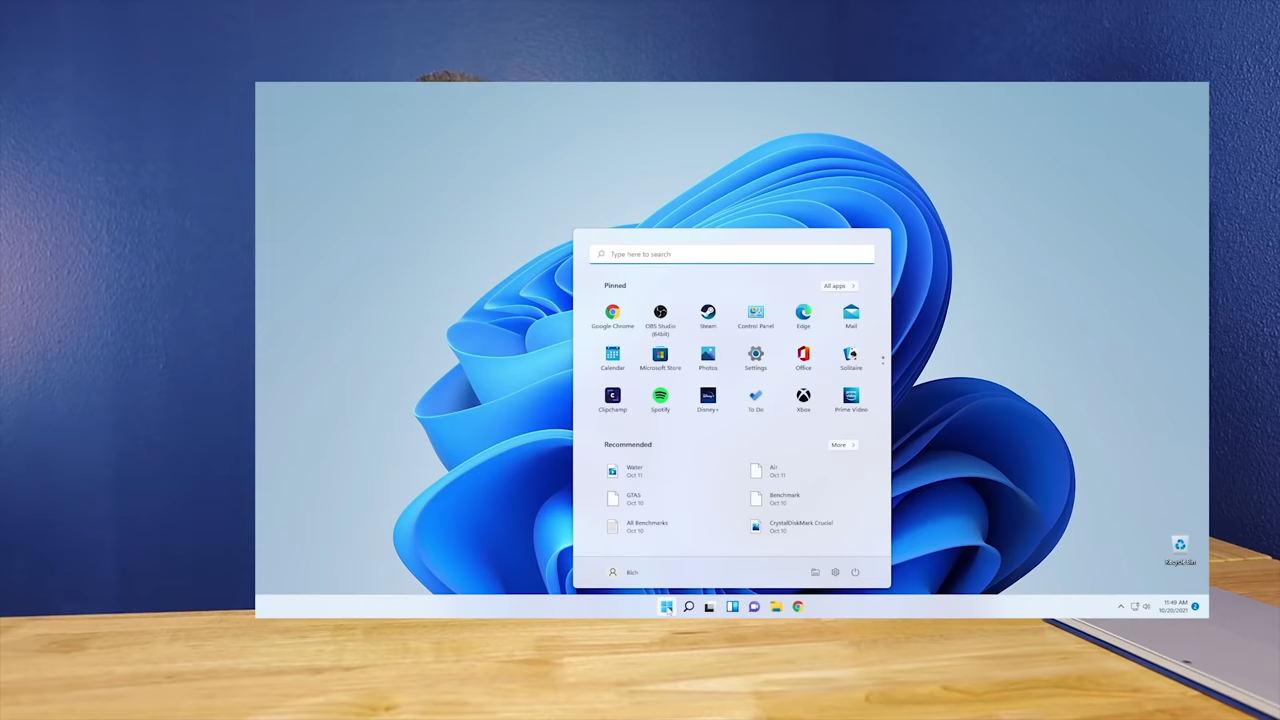 Type here to search
Pinned
All apps >
Google Chrome
OBS Studio
(64bit)
Steam
Control Panel
Edge
Mail
Calendar
Microsoft Store
Photos
Settings
Office
Solitaire
Clipchamp
Spotify
Disney+
To Do
Xbox
Prime Video
Recommended
More >
Water
Oct 11
Air
Oct 11
GTA5
Oct 10
Benchmark
Oct 10
All Benchmarks
Oct 10
CrystalDiskMark Crucial
Oct 10
Rich
Recycle Bin
11:49 AM
10/20/2021
2